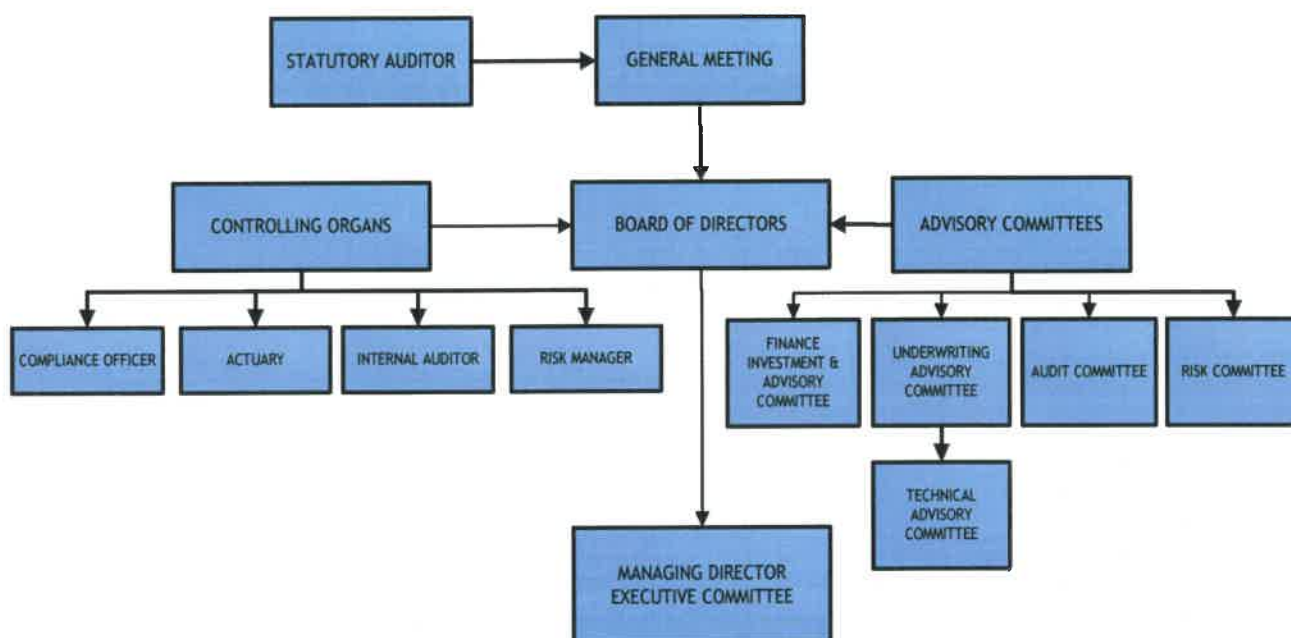 STATUTORY AUDITOR
GENERAL MEETING
CONTROLLING ORGANS
BOARD OF DIRECTORS
ADVISORY COMMITTEES
COMPLIANCE OFFICER
ACTUARY
INTERNAL AUDITOR
RISK MANAGER
FINANCE
INVESTMENT &
ADVISORY
COMMITTEE
UNDERWRITING
ADVISORY
COMMITTEE
AUDIT COMMITTEE
RISK COMMITTEE
TECHNICAL
ADVISORY
COMMITTEE
MANAGING DIRECTOR
EXECUTIVE COMMITTEE